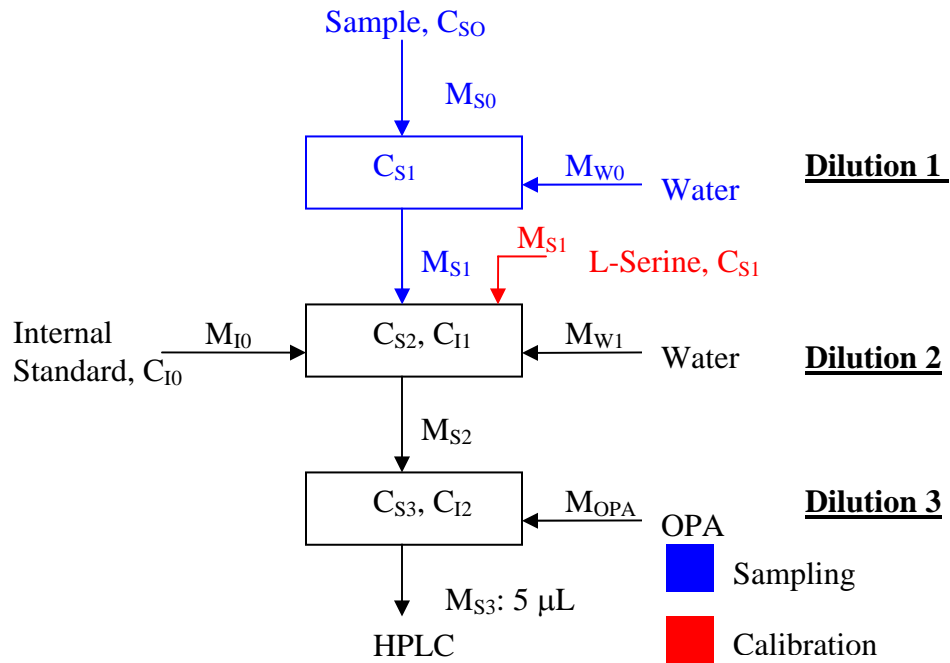 Sample, CSO
MS0
CS1
MW0
Water
Dilution 1
MS1
MS1
L-Serine, CS1
Internal
Standard, CI0
MI0
CS2, CI1
MW1
Water
Dilution 2
MS2
CS3, CI2
MOPA
OPA
Dilution 3
Sampling
MS3: 5 μL
HPLC
Calibration